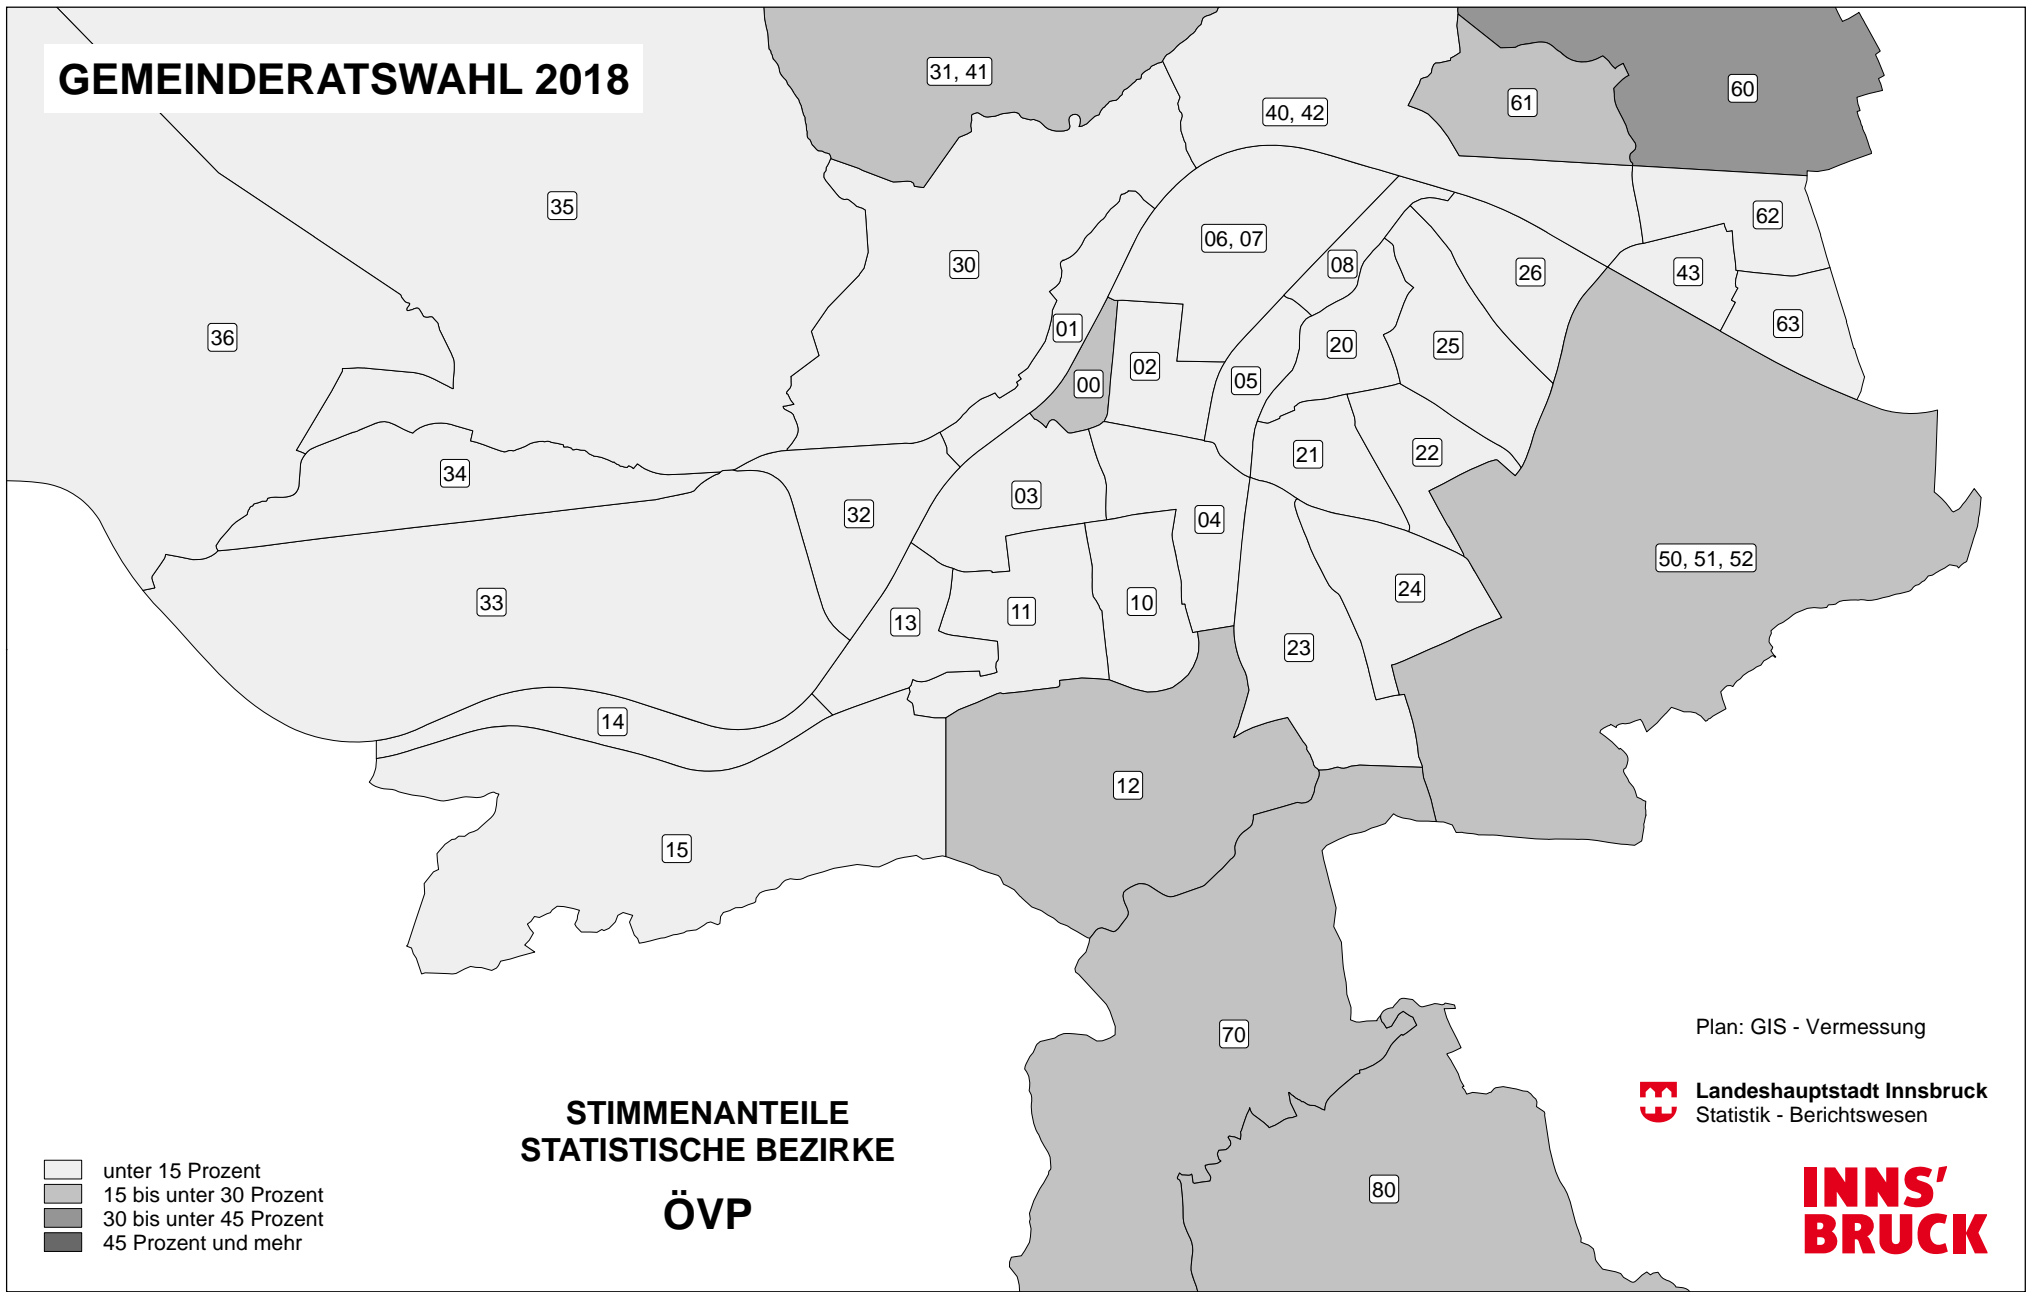 GEMEINDERATSWAHL 2018
31, 41
60
61
40, 42
35
62
06, 07
30
08
26
43
01
63
36
20
25
02
05
00
21
22
34
03
32
04
50, 51, 52
24
33
10
11
13
23
14
12
15
70
80
Plan: GIS - Vermessung
Landeshauptstadt Innsbruck
Statistik - Berichtswesen
STIMMENANTEILE
STATISTISCHE BEZIRKE
ÖVP
unter 15 Prozent
15 bis unter 30 Prozent
30 bis unter 45 Prozent
45 Prozent und mehr
INNS'
BRUCK